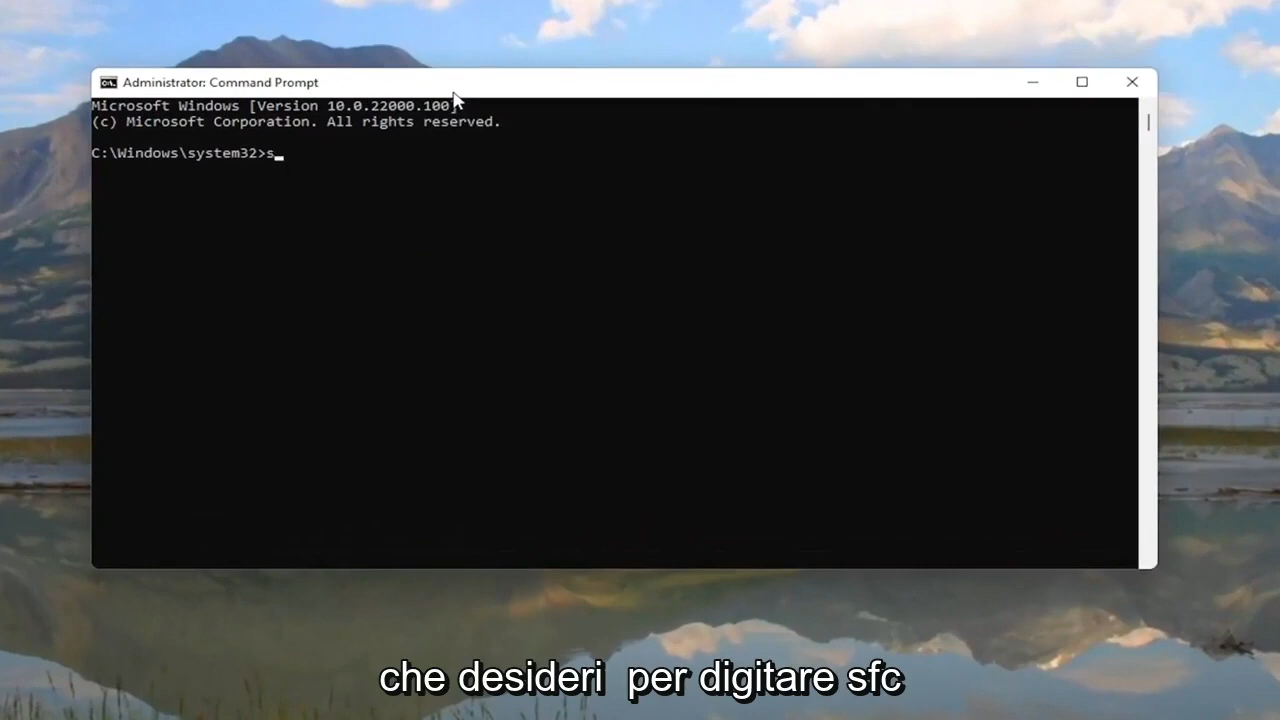 Administrator: Command Prompt
Microsoft Windows [Version 10.0.22000.100]
(c) Microsoft Corporation. All rights reserved.
C:\Windows\system32>s
che desideri  per digitare sfc